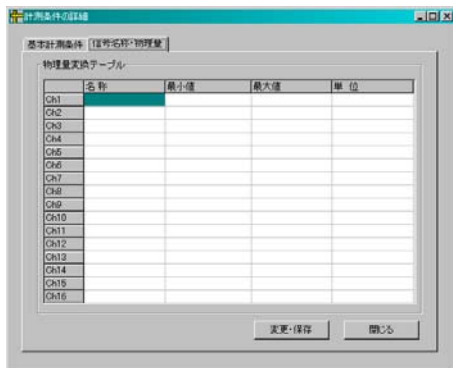 計測条件の詳細
基本計測条件 信号名称・物理量
物理量変換テーブル
名称 最小値 最大値 単位
Ch1
Ch2
Ch3
Ch4
Ch5
Ch6
Ch7
Ch8
Ch9
Ch10
Ch11
Ch12
Ch13
Ch14
Ch15
Ch16
変更・保存 閉じる